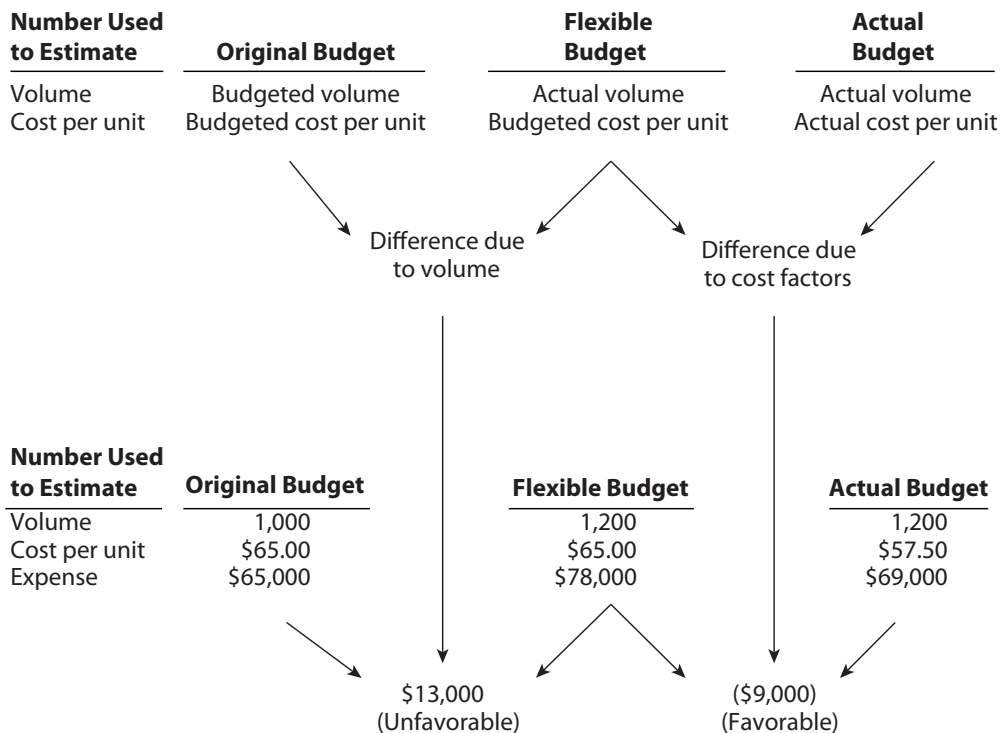 Number Used to Estimate Original Budget Flexible Budget Actual Budget
Volume Budgeted volume Actual volume Actual volume
Cost per unit Budgeted cost per unit Budgeted cost per unit Actual cost per unit
Difference due to volume
Difference due to cost factors
Number Used to Estimate Original Budget Flexible Budget Actual Budget
Volume 1,000 1,200 1,200
Cost per unit $65.00 $65.00 $57.50
Expense $65,000 $78,000 $69,000
$13,000 ($9,000)
(Unfavorable) (Favorable)